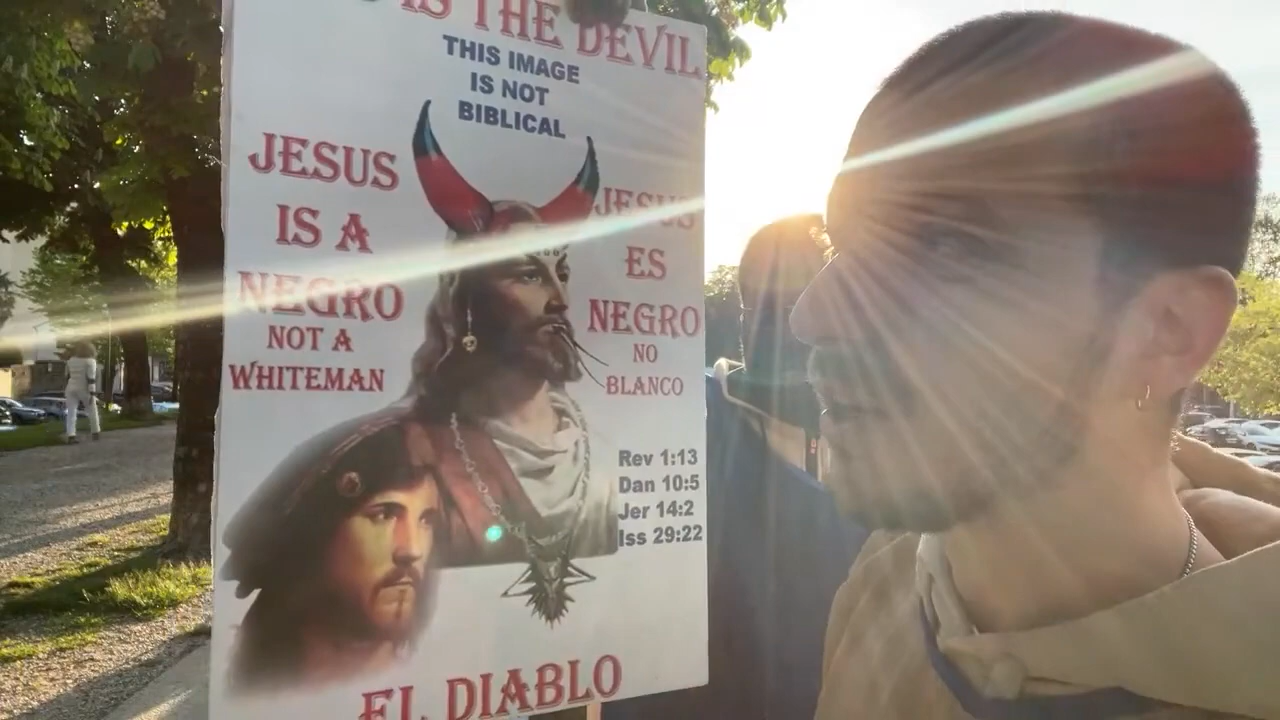 IS THE DEVIL
THIS IMAGE
IS NOT
BIBLICAL
JESUS
IS A
NEGRO
NOT A
WHITEMAN
JESUS
ES
NEGRO
NO
BLANCO
Rev 1:13
Dan 10:5
Jer 14:2
Iss 29:22
EL DIABLO